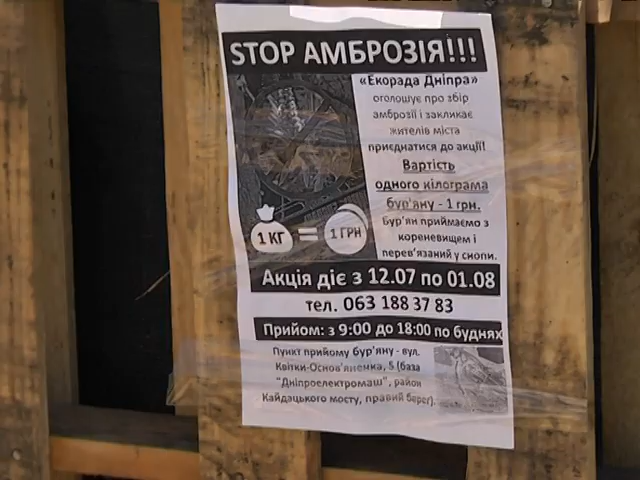 STOP АМБРОЗІЯ!!!
«Екорада Дніпра»
оголошує про збір
амброзії і закликає
жителів міста
приєднатися до акції!
Вартість
одного кілограма
бур'яну - 1 грн.
Бур'ян приймаємо з
кореневищем і
перев'язаний у снопи.
1 КГ = 1 ГРН
Акція діє з 12.07 по 01.08
тел. 063 188 37 83
Прийом: з 9:00 до 18:00 по буднях
Пункт прийому бур'яну - вул.
Квітки-Основ'яненка, 5 (база
"Дніпроелектромаш", район
Кайдацького мосту, правий берег).